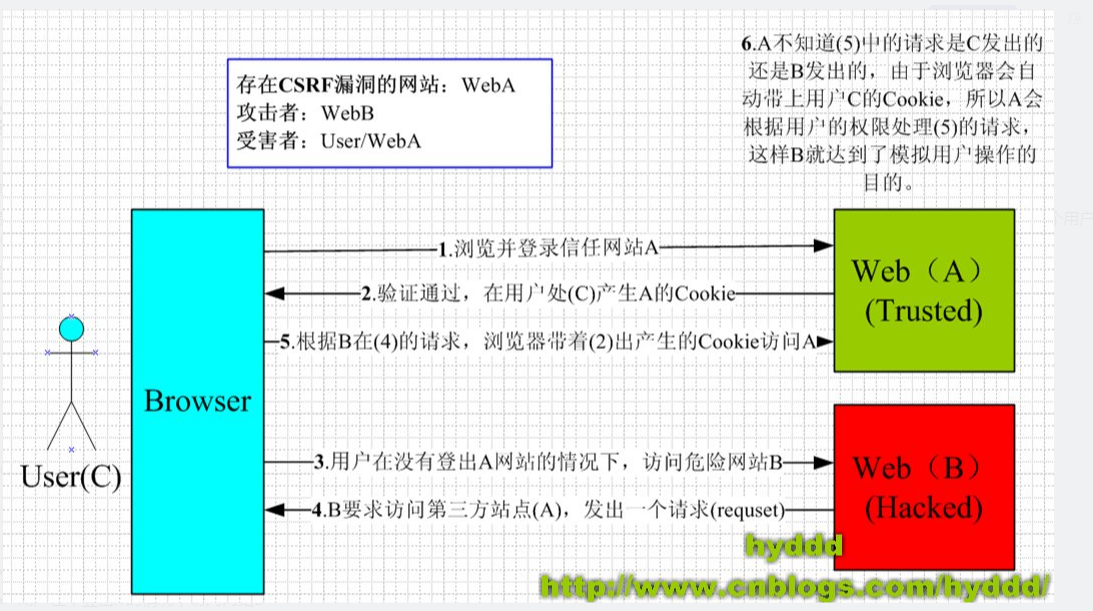 存在CSRF漏洞的网站：WebA
攻击者：WebB
受害者：User/WebA
6.A不知道(5)中的请求是C发出的
还是B发出的，由于浏览器会自
动带上用户C的Cookie，所以A会
根据用户的权限处理(5)的请求，
这样B就达到了模拟用户操作的
目的。
1.浏览并登录信任网站A
2.验证通过，在用户处(C)产生A的Cookie
5.根据B在(4)的请求，浏览器带着(2)出产生的Cookie访问A
Web（A）
(Trusted)
Browser
User(C)
3.用户在没有登出A网站的情况下，访问危险网站B
4.B要求访问第三方站点(A)，发出一个请求(requset)
Web（B）
(Hacked)
hyddd
http://www.cnblogs.com/hyddd/